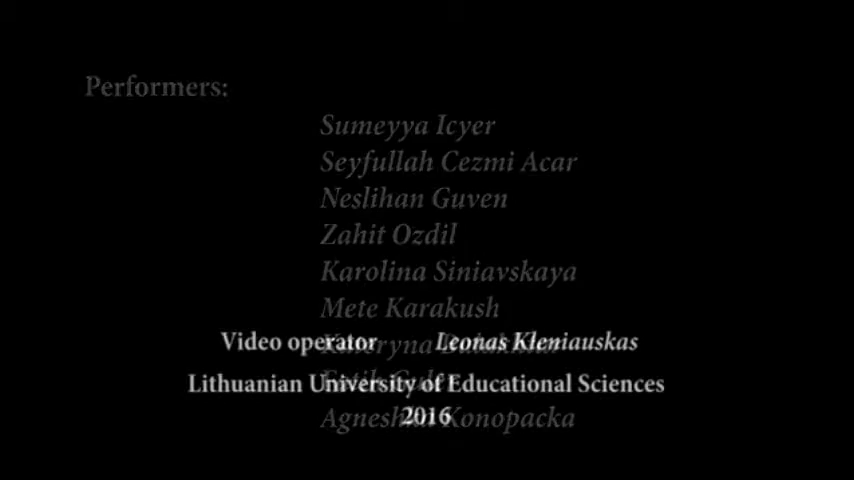 Performers:
Sumeyya Icyer
Seyfullah Cezmi Acar
Neslihan Guven
Zahit Ozdil
Karolina Siniavskaya
Mete Karakush
Video operator Leonas Kleniauskas
Lithuanian University of Educational Sciences
2016
Konopacka